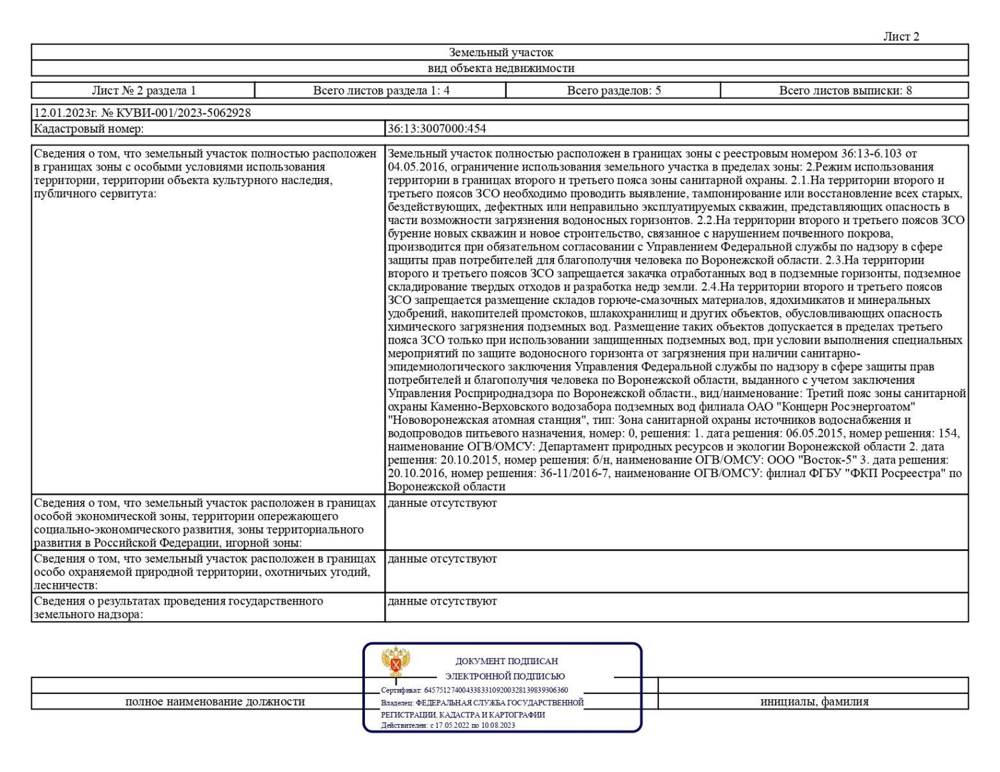 Лист 2
Земельный участок
вид объекта недвижимости
Лист № 2 раздела 1
Всего листов раздела 1: 4
Всего разделов: 5
Всего листов выписки: 8
12.01.2023г. № КУВИ-001/2023-5062928
Кадастровый номер:
36:13:3007000:454
Сведения о том, что земельный участок полностью расположен
в границах зоны с особыми условиями использования
территории, территории объекта культурного наследия,
публичного сервитута:
Земельный участок полностью расположен в границах зоны с реестровым номером 36:13-6.103 от
04.05.2016, ограничение использования земельного участка в пределах зоны: 2.Режим использования
территории в границах второго и третьего пояса зоны санитарной охраны. 2.1.На территории второго и
третьего поясов ЗСО необходимо проводить выявление, тампонирование или восстановление всех старых,
бездействующих, дефектных или неправильно эксплуатируемых скважин, представляющих опасность в
части возможности загрязнения водоносных горизонтов. 2.2.На территории второго и третьего поясов ЗСО
бурение новых скважин и новое строительство, связанное с нарушением почвенного покрова,
производится при обязательном согласовании с Управлением Федеральной службы по надзору в сфере
защиты прав потребителей для благополучия человека по Воронежской области. 2.3.На территории
второго и третьего поясов ЗСО запрещается закачка отработанных вод в подземные горизонты, подземное
складирование твердых отходов и разработка недр земли. 2.4.На территории второго и третьего поясов
ЗСО запрещается размещение складов горюче-смазочных материалов, ядохимикатов и минеральных
удобрений, накопителей промстоков, шлакохранилищ и других объектов, обусловливающих опасность
химического загрязнения подземных вод. Размещение таких объектов допускается в пределах третьего
пояса ЗСО только при использовании защищенных подземных вод, при условии выполнения специальных
мероприятий по защите водоносного горизонта от загрязнения при наличии санитарно-
эпидемиологического заключения Управления Федеральной службы по надзору в сфере защиты прав
потребителей и благополучия человека по Воронежской области, выданного с учетом заключения
Управления Росприроднадзора по Воронежской области., вид/наименование: Третий пояс зоны санитарной
охраны Каменно-Верховского водозабора подземных вод филиала ОАО "Концерн Росэнергоатом"
"Нововоронежская атомная станция", тип: Зона санитарной охраны источников водоснабжения и
водопроводов питьевого назначения, номер: 0, решения: 1. дата решения: 06.05.2015, номер решения: 154,
наименование ОГВ/ОМСУ: Департамент природных ресурсов и экологии Воронежской области 2. дата
решения: 20.10.2015, номер решения: б/н, наименование ОГВ/ОМСУ: ООО "Восток-5" 3. дата решения:
20.10.2016, номер решения: 36-11/2016-7, наименование ОГВ/ОМСУ: филиал ФГБУ "ФКП Росреестра" по
Воронежской области
Сведения о том, что земельный участок расположен в границах
особой экономической зоны, территории опережающего
социально-экономического развития, зоны территориального
развития в Российской Федерации, игорной зоны:
данные отсутствуют
Сведения о том, что земельный участок расположен в границах
особо охраняемой природной территории, охотничьих угодий,
лесничеств:
данные отсутствуют
Сведения о результатах проведения государственного
земельного надзора:
данные отсутствуют
ДОКУМЕНТ ПОДПИСАН
ЭЛЕКТРОННОЙ ПОДПИСЬЮ
Сертификат: 64575127400433833109200328139839306360
Владелец: ФЕДЕРАЛЬНАЯ СЛУЖБА ГОСУДАРСТВЕННОЙ
РЕГИСТРАЦИИ, КАДАСТРА И КАРТОГРАФИИ
Действителен: с 17.05.2022 по 10.08.2023
полное наименование должности
инициалы, фамилия